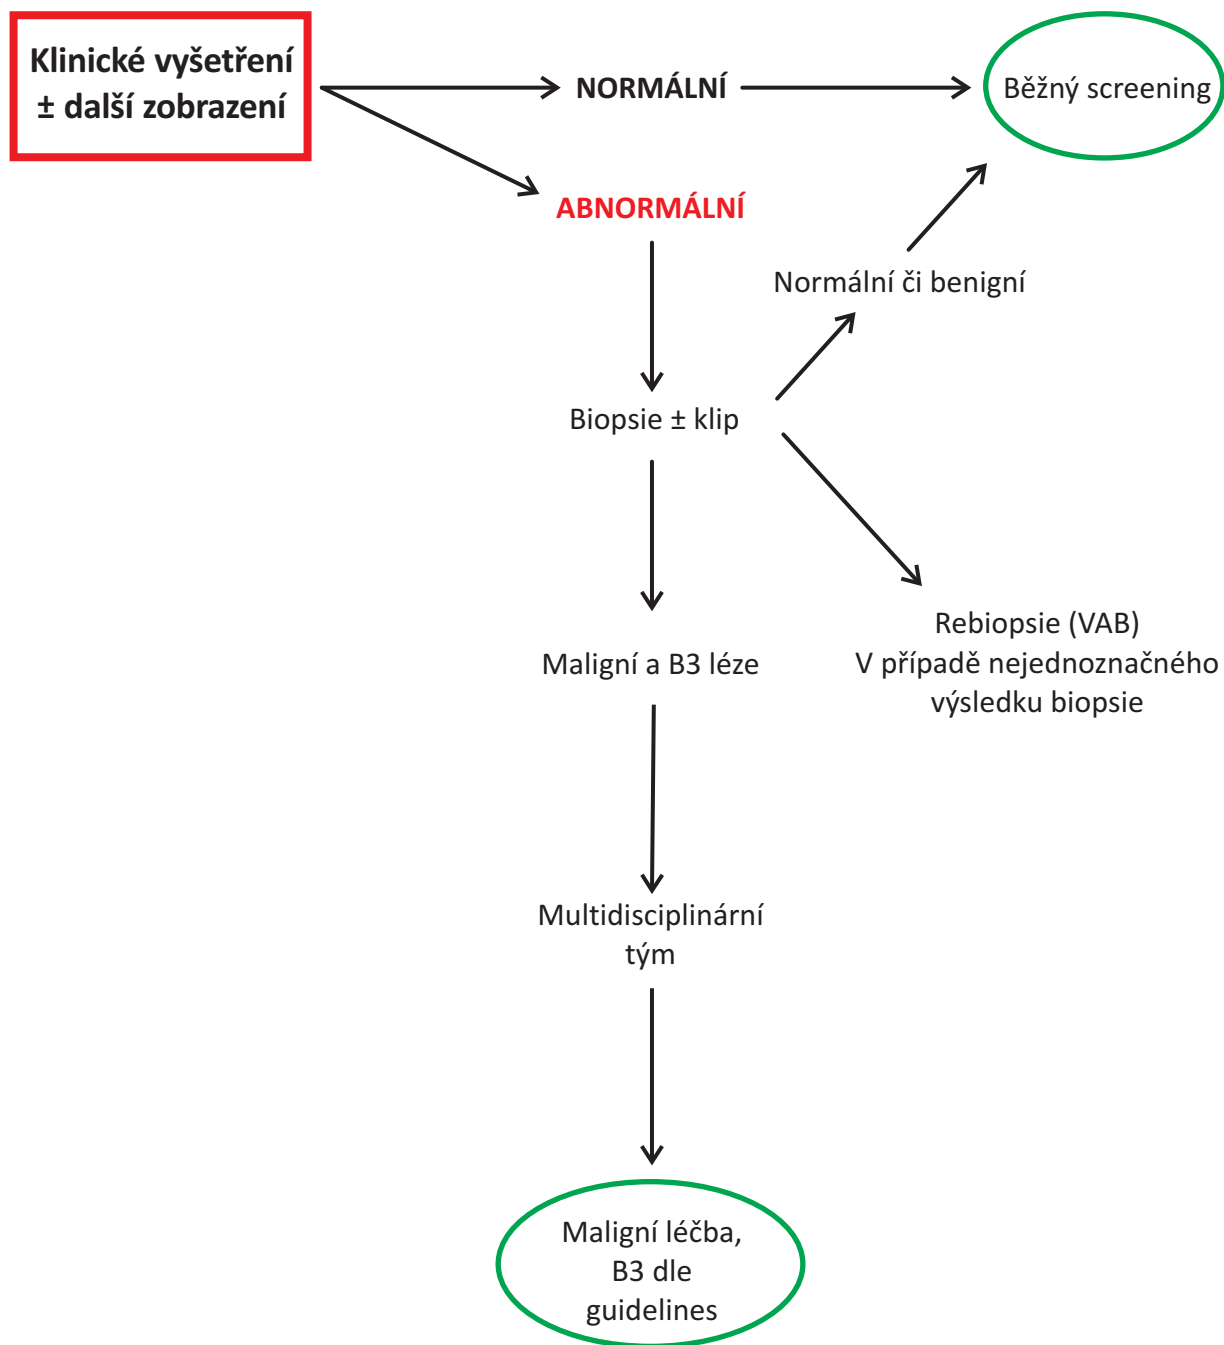 Klinické vyšetření
± další zobrazení
NORMÁLNÍ
Běžný screening
ABNORMÁLNÍ
Normální či benigní
Biopsie ± klip
Rebiopsie (VAB)
V případě nejednoznačného
výsledku biopsie
Maligní a B3 léze
Multidisciplinární
tým
Maligní léčba,
B3 dle
guidelines